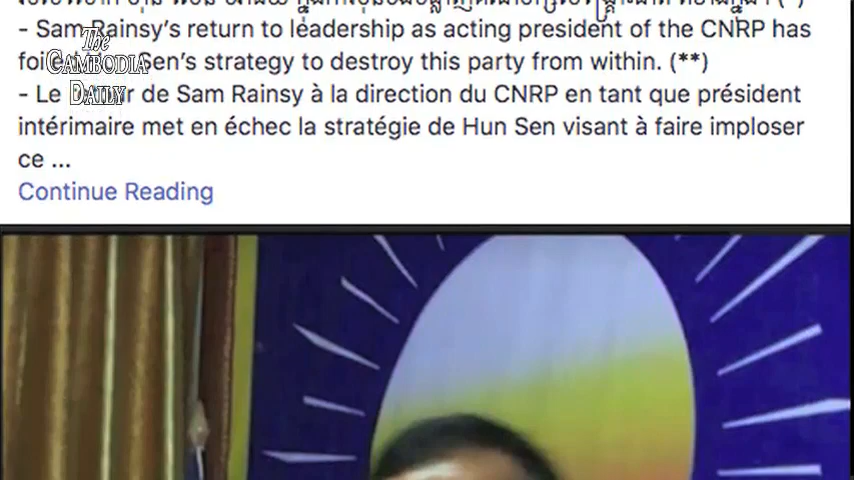 The
CAMBODIA
DAILY
- Sam Rainsy’s return to leadership as acting president of the CNRP has
Sen’s strategy to destroy this party from within. (**)
- Le de Sam Rainsy à la direction du CNRP en tant que président
intérimaire met en échec la stratégie de Hun Sen visant à faire imploser
ce ...
Continue Reading